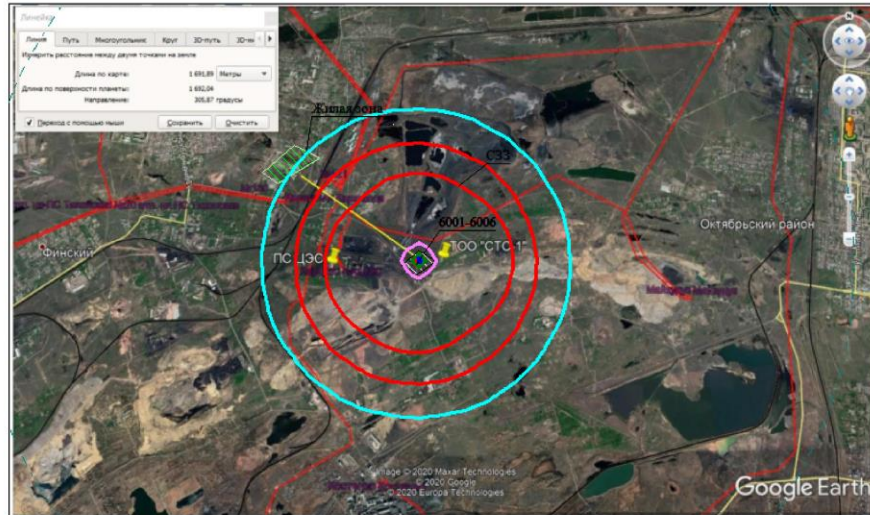 Линейка
Линия Путь Многоугольник Круг 3D-путь
Измерить расстояние между двумя точками на земле
Длина по карте: 1 691,89 Метры
Длина по поверхности планеты: 1 692,04
Направление: 305,87 градусы
Переход с помощью мыши Сохранить Очистить
Жилая зона
СЗЗ
6001-6006
ТОО "СТС-1"
ПС ЦЭС
Финский
Октябрьский район
Image © 2020 Maxar Technologies
© 2020 Google
© 2020 Europa Technologies
Google Earth